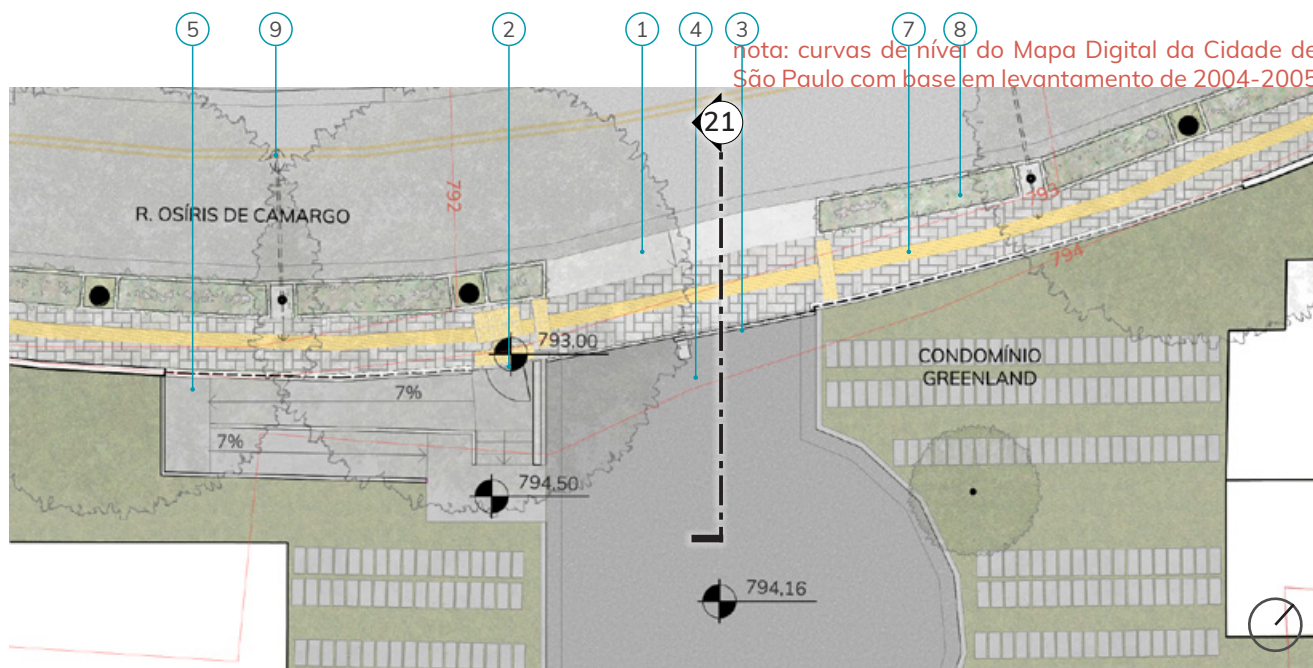 5 9 2 1 4 3 7 8
nota: curvas de nível do Mapa Digital da Cidade de
São Paulo com base em levantamento de 2004-2005
21
792
793
R. OSÍRIS DE CAMARGO
794
793,00
CONDOMÍNIO
GREENLAND
7%
7%
794,50
794,16